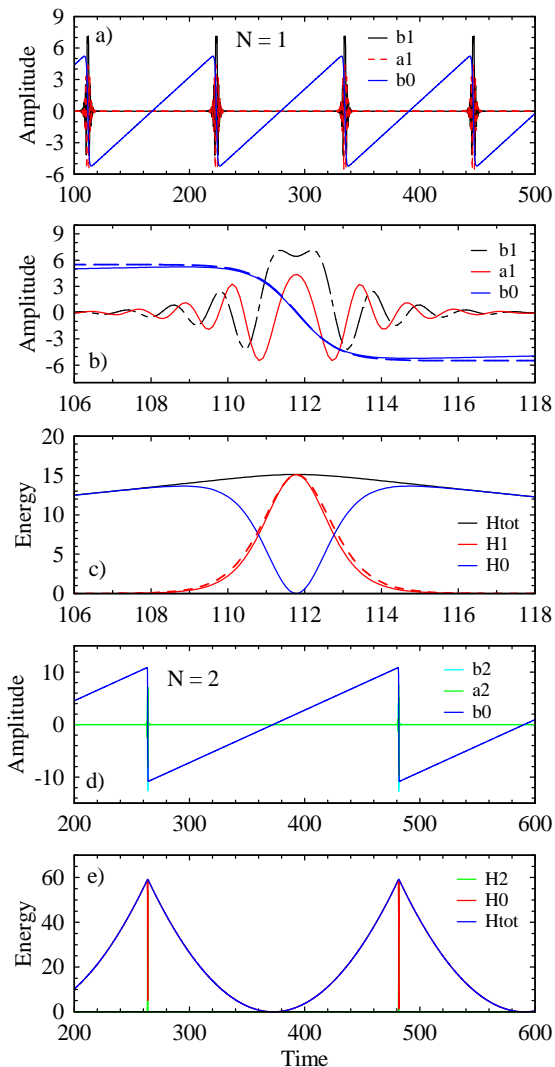 a)
N = 1
b1
a1
b0
Amplitude
9
6
3
0
-3
-6
100 200 300 400 500
b)
b1
a1
b0
Amplitude
9
6
3
0
-3
-6
106 108 110 112 114 116 118
c)
Htot
H1
H0
Energy
20
15
10
5
0
106 108 110 112 114 116 118
d)
N = 2
b2
a2
b0
Amplitude
10
0
-10
200 300 400 500 600
e)
H2
H0
Htot
Energy
60
40
20
0
200 300 400 500 600
Time